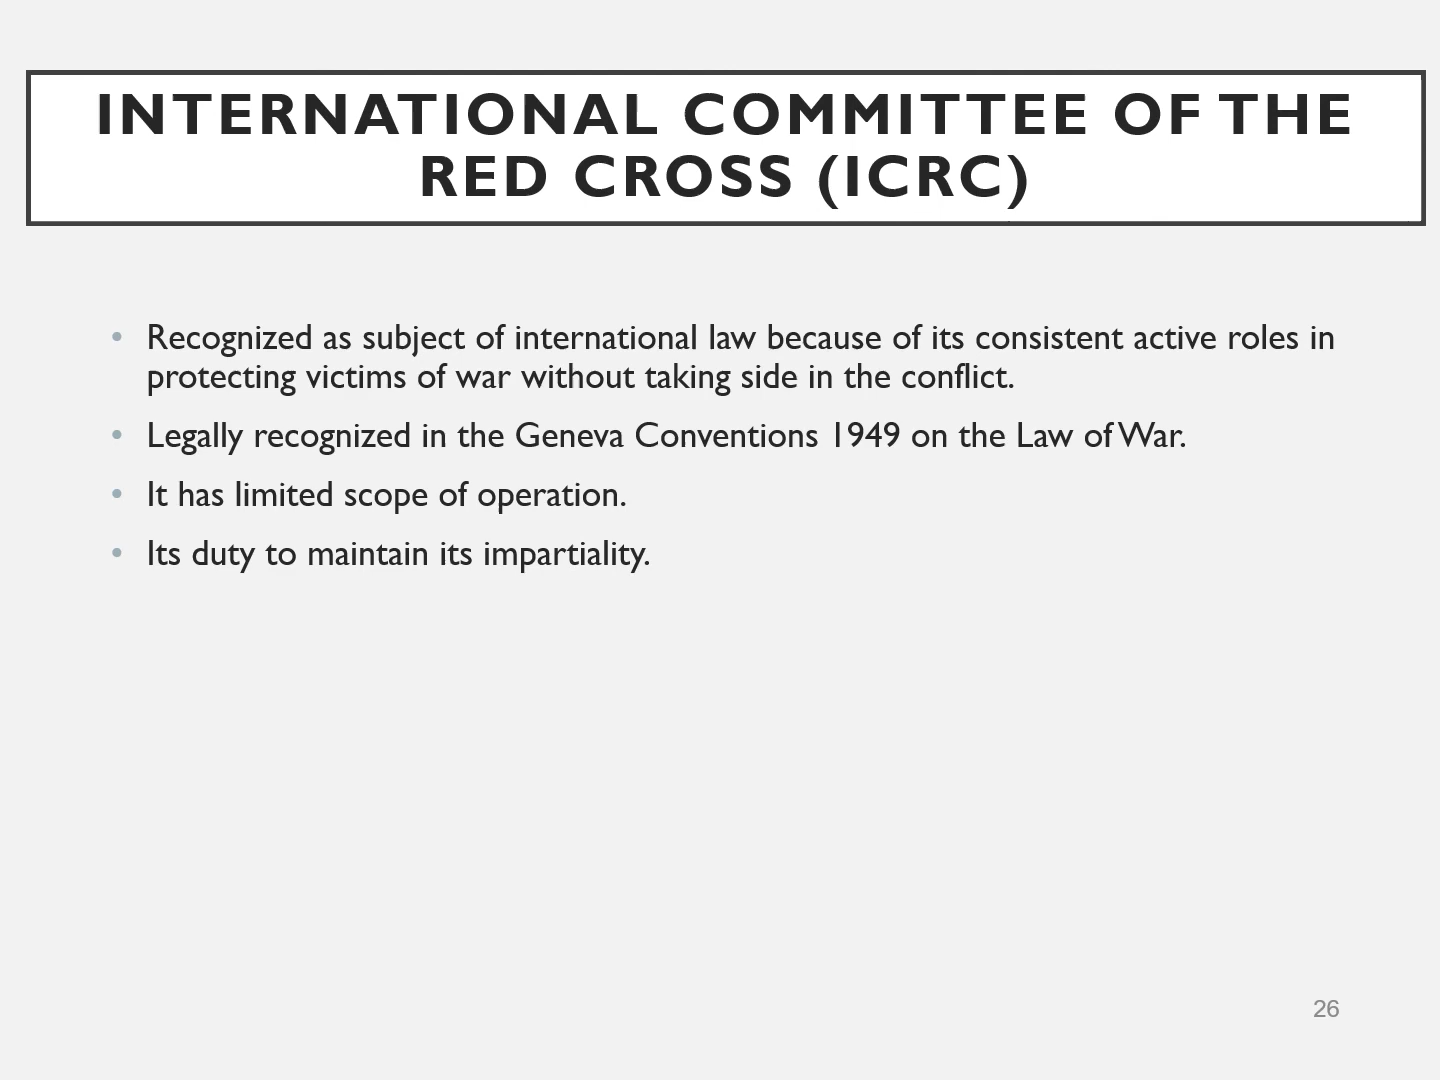 INTERNATIONAL COMMITTEE OF THE
RED CROSS (ICRC)
• Recognized as subject of international law because of its consistent active roles in
protecting victims of war without taking side in the conflict.
• Legally recognized in the Geneva Conventions 1949 on the Law of War.
• It has limited scope of operation.
• Its duty to maintain its impartiality.
26